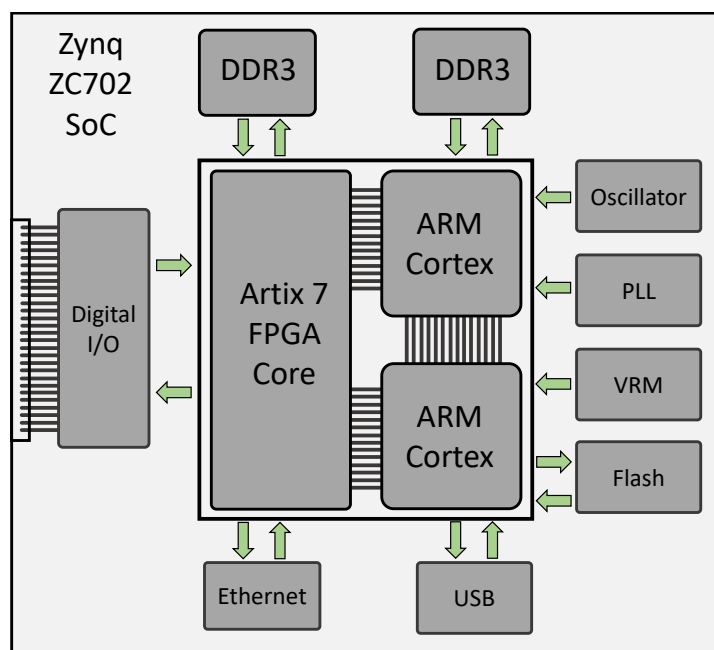 Zynq
ZC702
SoC
DDR3
DDR3
Digital
I/O
Artix 7
FPGA
Core
ARM
Cortex
ARM
Cortex
Oscillator
PLL
VRM
Flash
Ethernet
USB